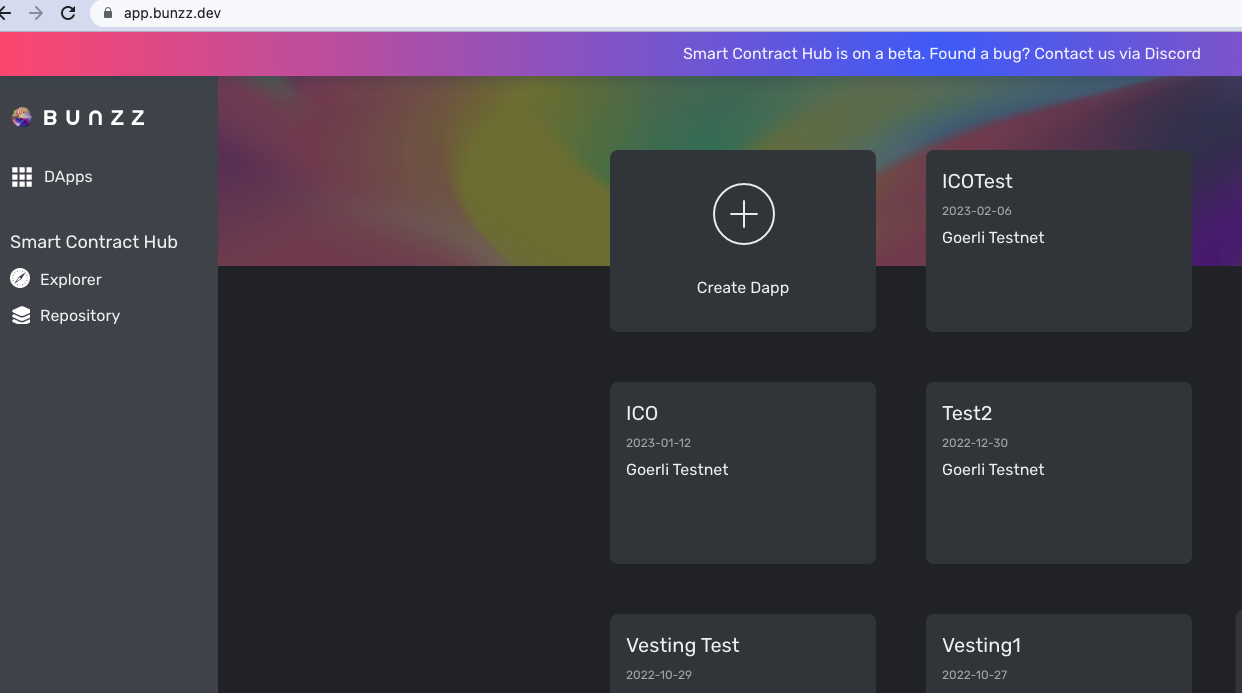 app.bunzz.dev
Smart Contract Hub is on a beta. Found a bug? Contact us via Discord
BUNZZ
DApps
Smart Contract Hub
Explorer
Repository
Create Dapp
ICOTest
2023-02-06
Goerli Testnet
ICO
2023-01-12
Goerli Testnet
Test2
2022-12-30
Goerli Testnet
Vesting Test
2022-10-29
Vesting1
2022-10-27